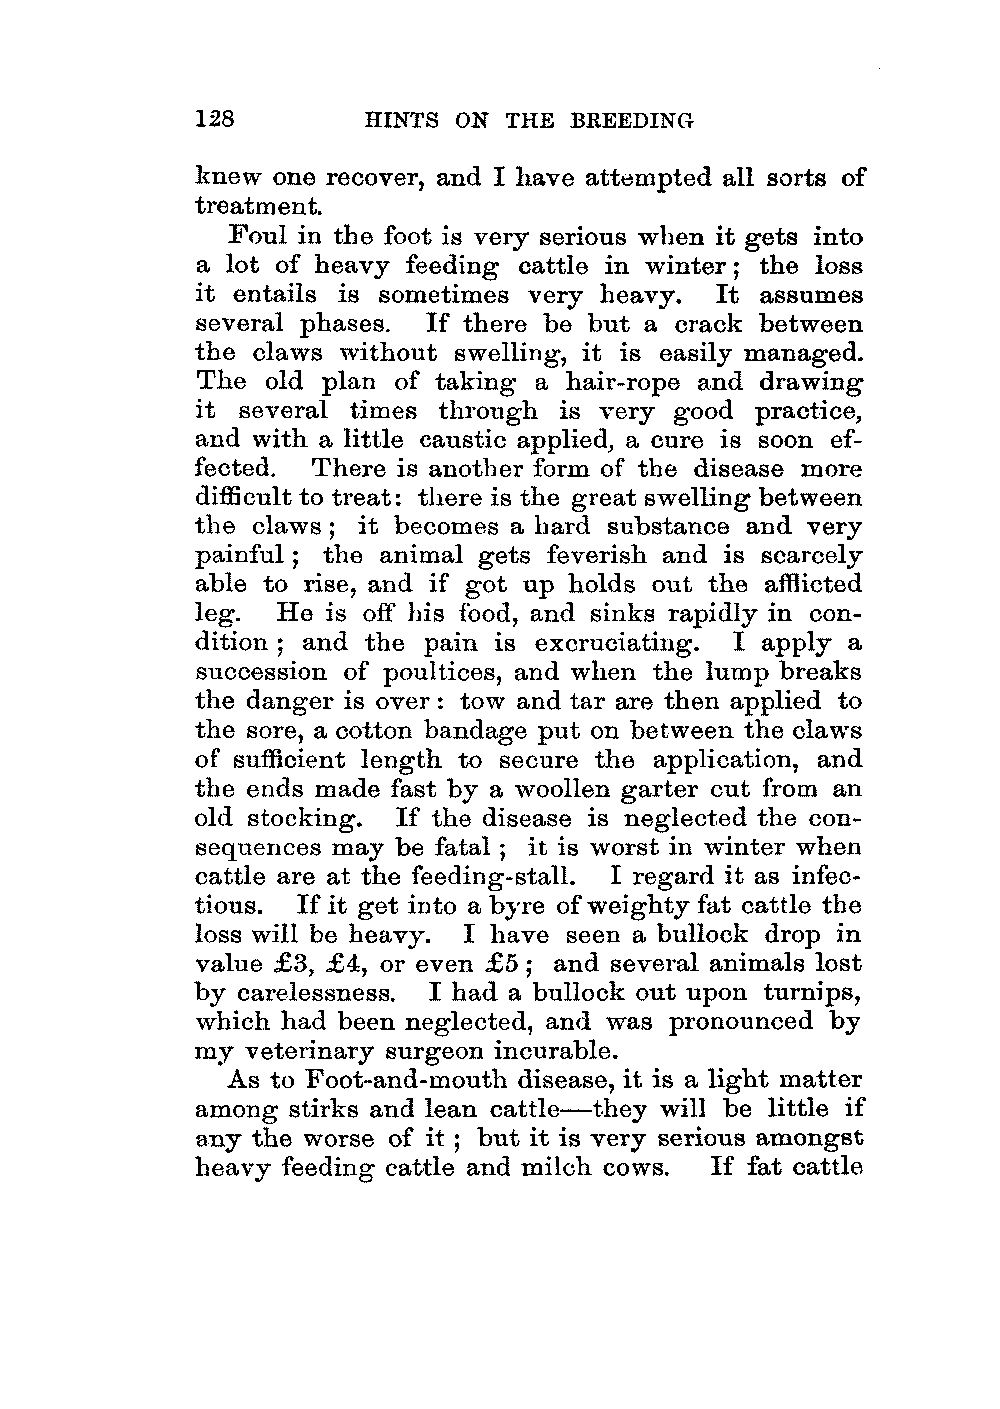 128 HINTS ON THE BREEDING
knew one recover, and I have attempted all sorts of
treatment.
Foul in the foot is very serious when it gets into
a lot of heavy feeding cattle in winter; the loss
it entails is sometimes very heavy. It assumes
several phases. If there be but a crack between
the claws without swelling, it is easily managed.
The old plan of taking a hair-rope and drawing
it several times through is very good practice,
and with a little caustic applied, a cure is soon ef-
fected. There is another form of the disease more
difficult to treat: there is the great swelling between
the claws; it becomes a hard substance and very
painful; the animal gets feverish and is scarcely
able to rise, and if got up holds out the afflicted
leg. He is off his food, and sinks rapidly in con-
dition; and the pain is excruciating. I apply a
succession of poultices, and when the lump breaks
the danger is over: tow and tar are then applied to
the sore, a cotton bandage put on between the claws
of sufficient length to secure the application, and
the ends made fast by a woollen garter cut from an
old stocking. If the disease is neglected the con-
sequences may be fatal; it is worst in winter when
cattle are at the feeding-stall. I regard it as infec-
tious. If it get into a byre of weighty fat cattle the
loss will be heavy. I have seen a bullock drop in
value £3, £4, or even £5; and several animals lost
by carelessness. I had a bullock out upon turnips,
which had been neglected, and was pronounced by
my veterinary surgeon incurable.
As to Foot-and-mouth disease, it is a light matter
among stirks and lean cattle—they will be little if
any the worse of it; but it is very serious amongst
heavy feeding cattle and milch cows. If fat cattle